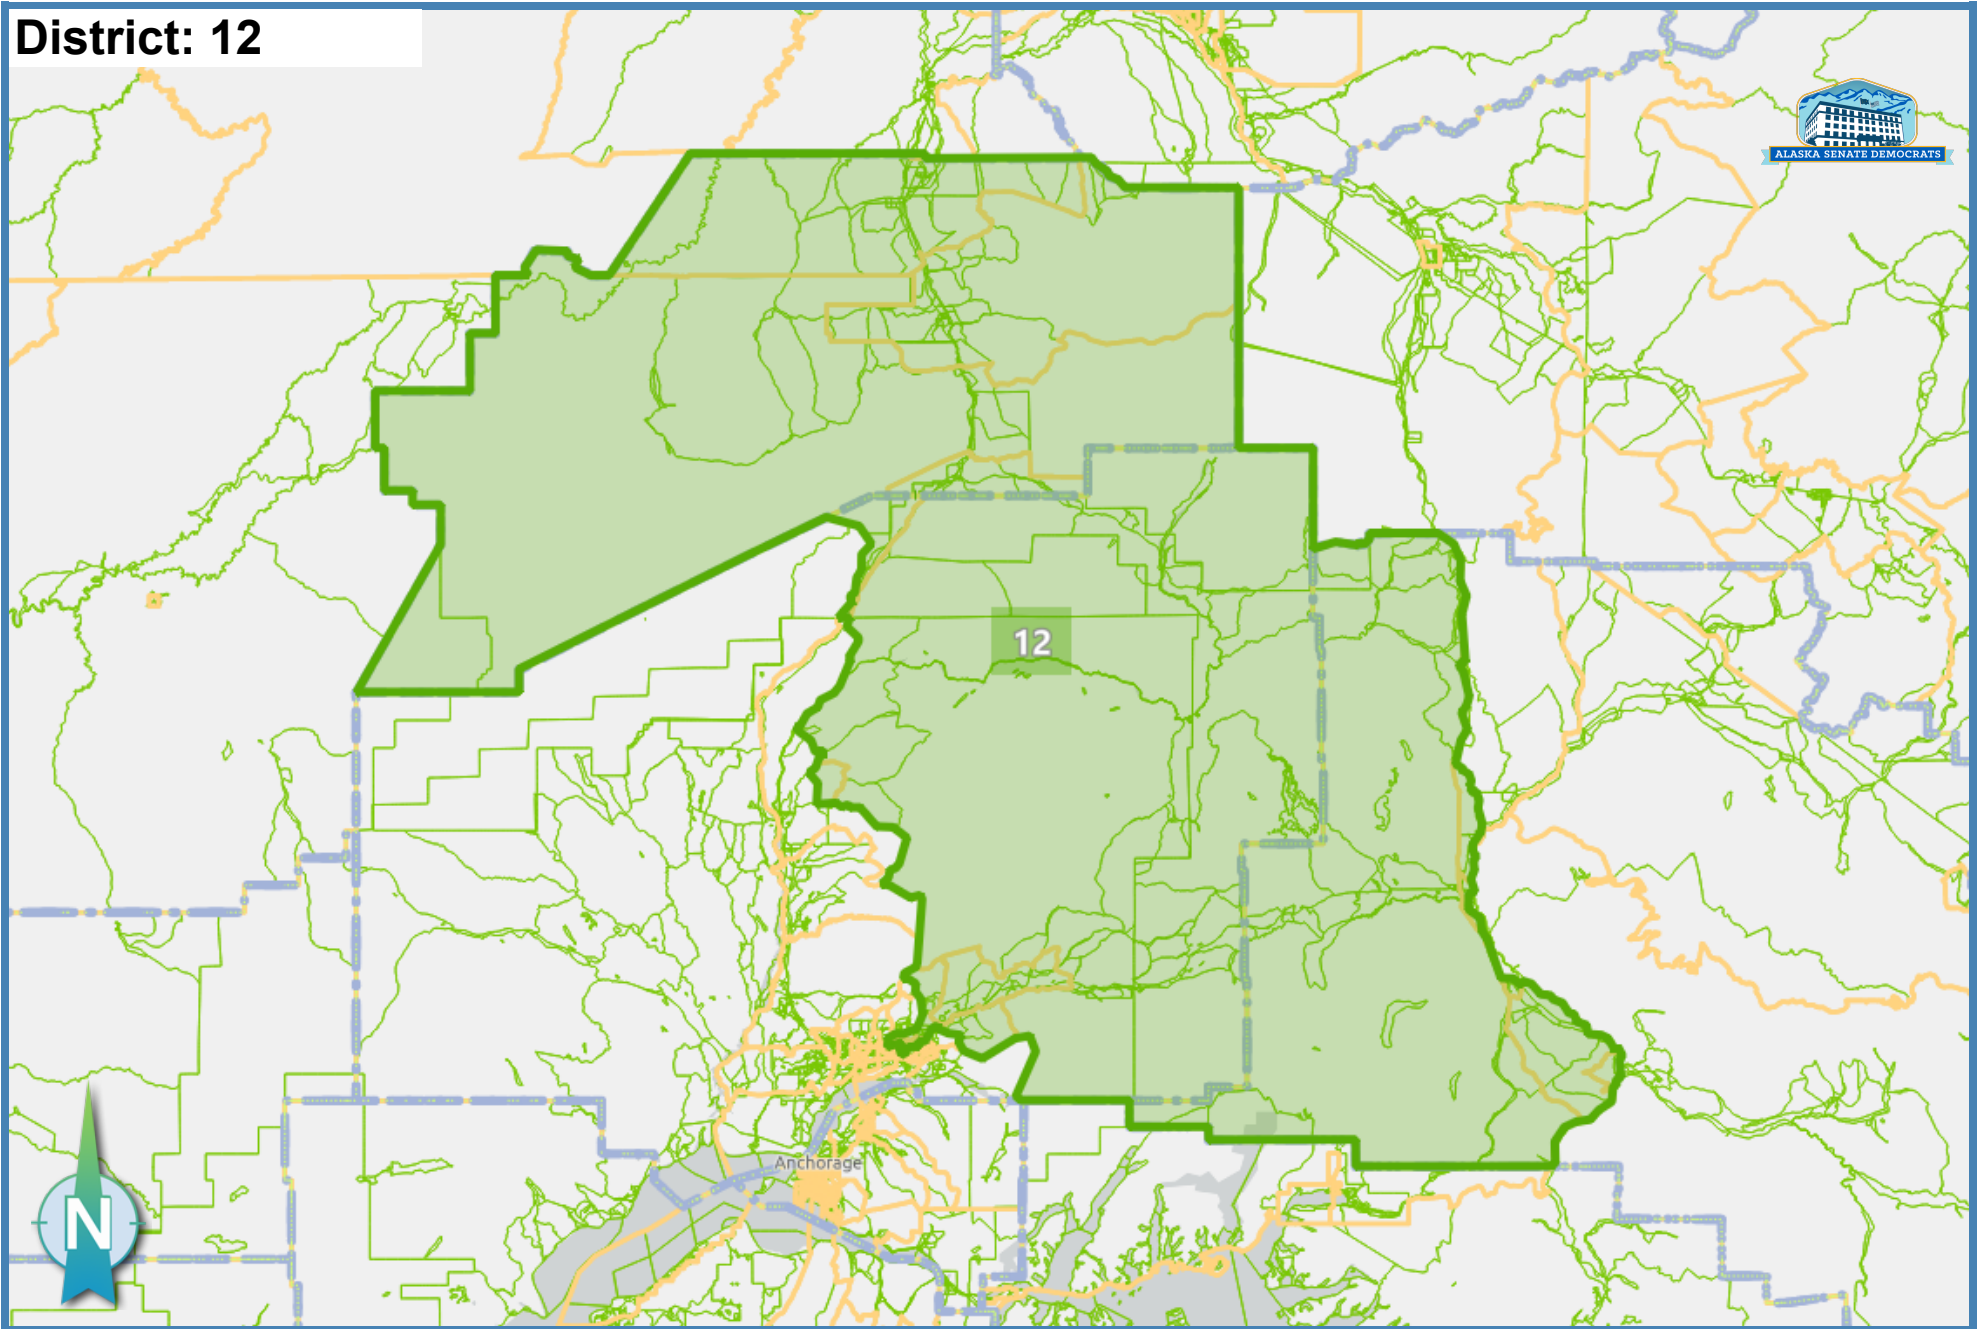 District: 12
ALASKA SENATE DEMOCRATS
12
Anchorage
N